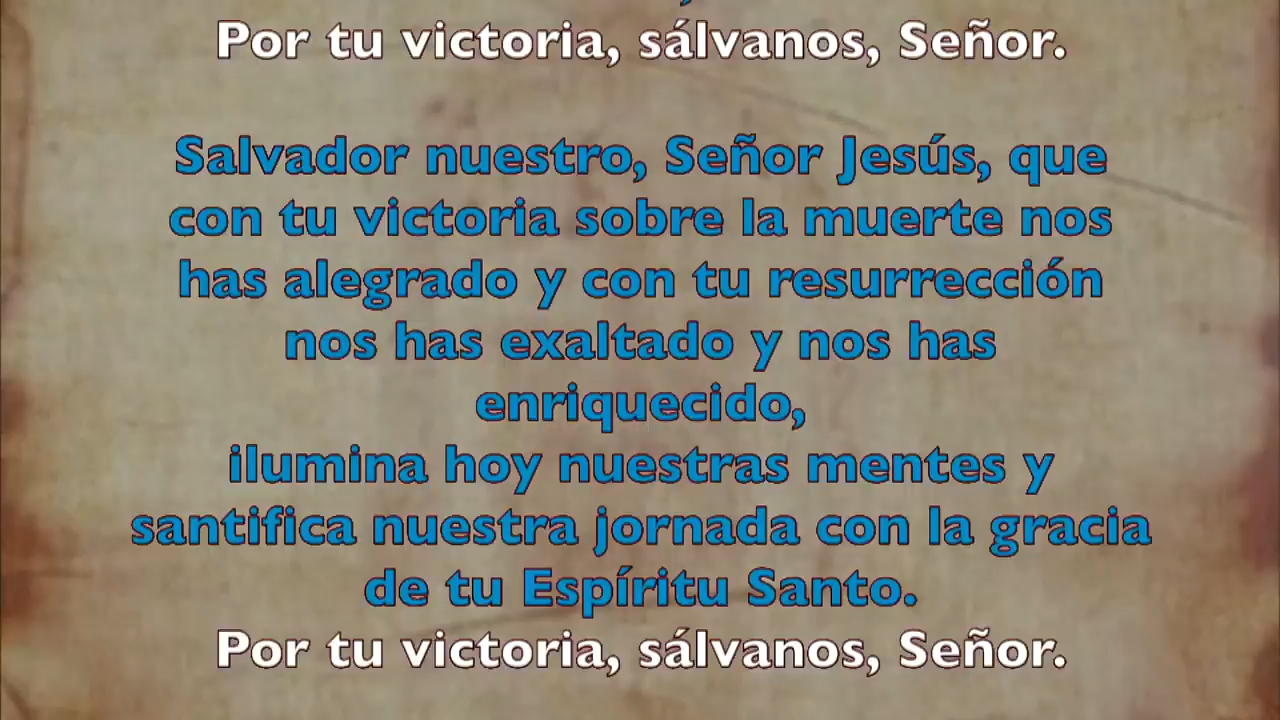 Por tu victoria, sálvanos, Señor.
Salvador nuestro, Señor Jesús, que
con tu victoria sobre la muerte nos
has alegrado y con tu resurrección
nos has exaltado y nos has
enriquecido,
ilumina hoy nuestras mentes y
santifica nuestra jornada con la gracia
de tu Espíritu Santo.
Por tu victoria, sálvanos, Señor.